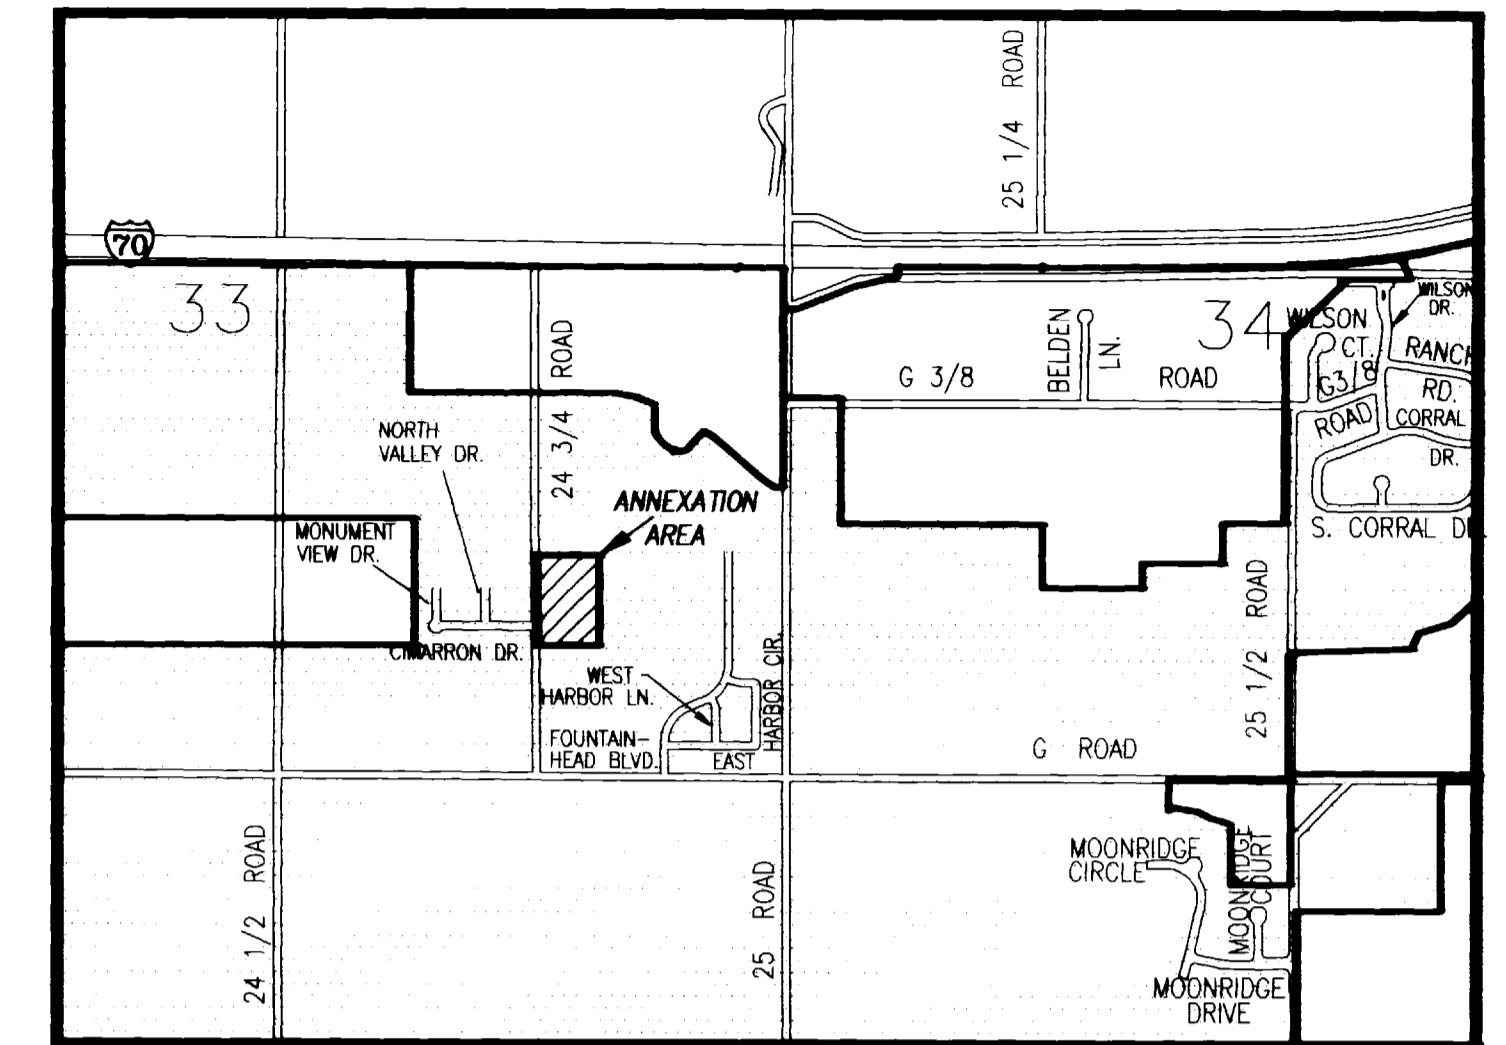 25 1/4 ROAD
70
33
34
WILSON
DR.
WILSON
CT.
RANCH
RD.
G 3/8
ROAD
BELDEN
LN.
G 3/8
ROAD
CORRAL
DR.
24 3/4 ROAD
NORTH
VALLEY DR.
ANNEXATION
AREA
MONUMENT
VIEW DR.
S. CORRAL
CIMARRON DR.
WEST
HARBOR LN.
HARBOR CIR.
EAST
FOUNTAIN-
HEAD BLVD.
25 1/2 ROAD
G ROAD
24 1/2 ROAD
25 ROAD
MOONRIDGE
CIRCLE
MOONRIDGE
COURT
MOONRIDGE
DRIVE